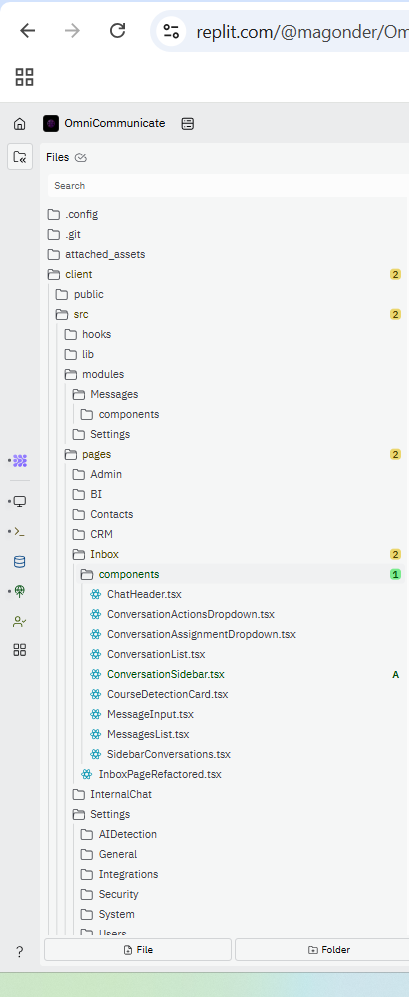 replit.com/@magonder/Om
OmniCommunicate
Files
Search
.config
.git
attached_assets
client 2
public
src 2
hooks
lib
modules
Messages
components
Settings
pages 2
Admin
BI
Contacts
CRM
Inbox 2
components 1
ChatHeader.tsx
ConversationActionsDropdown.tsx
ConversationAssignmentDropdown.tsx
ConversationList.tsx
ConversationSidebar.tsx A
CourseDetectionCard.tsx
MessageInput.tsx
MessagesList.tsx
SidebarConversations.tsx
InboxPageRefactored.tsx
InternalChat
Settings
AIDetection
General
Integrations
Security
System
Users
? File Folder